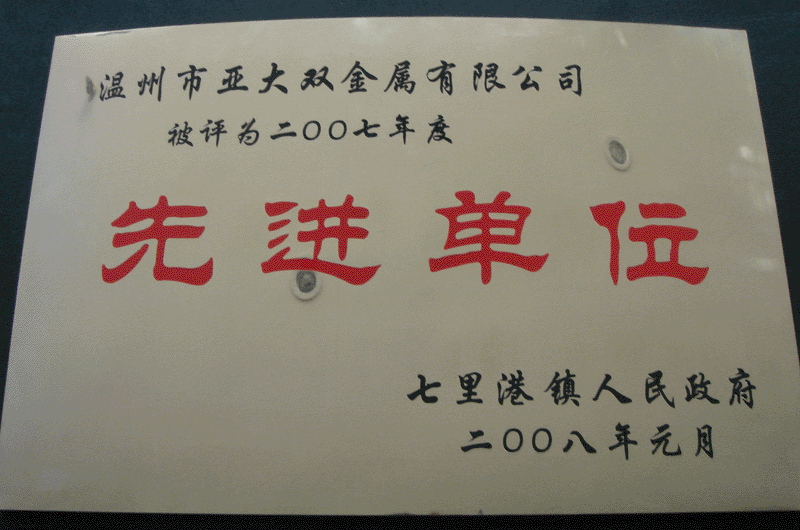 温州市亚大双金属有限公司
被评为二〇〇七年度
先进单位
七里港镇人民政府
二〇〇八年元月